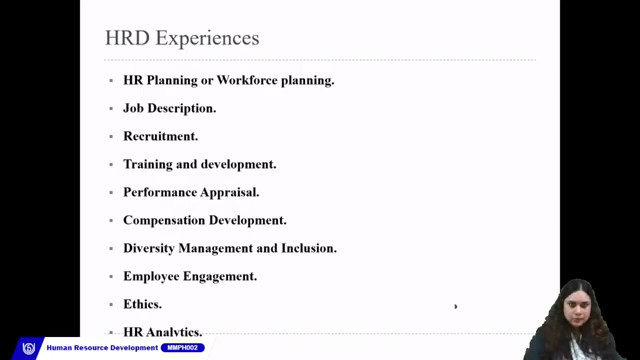 HRD Experiences
HR Planning or Workforce planning.
Job Description.
Recruitment.
Training and development.
Performance Appraisal.
Compensation Development.
Diversity Management and Inclusion.
Employee Engagement.
Ethics.
HR Analytics.
Human Resource Development MMPH002